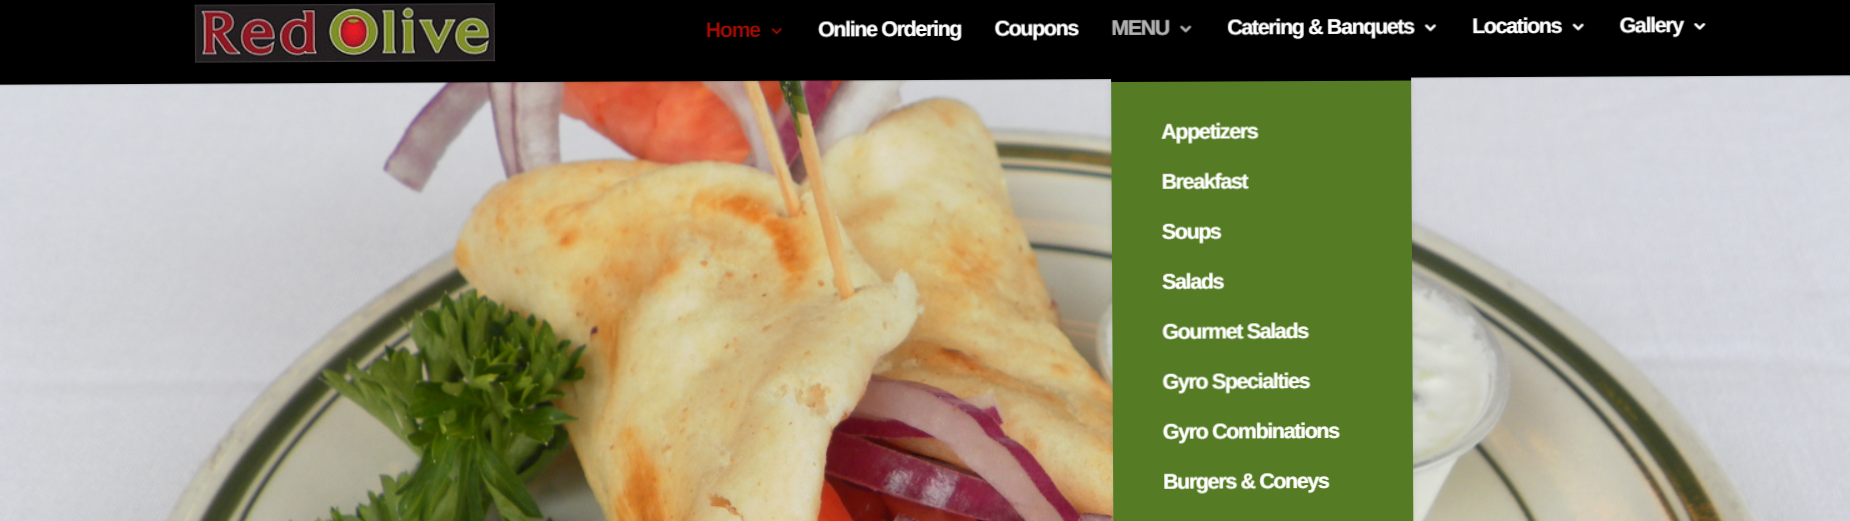 Red Olive
Home Online Ordering Coupons MENU Catering & Banquets Locations Gallery
Appetizers
Breakfast
Soups
Salads
Gourmet Salads
Gyro Specialties
Gyro Combinations
Burgers & Coneys